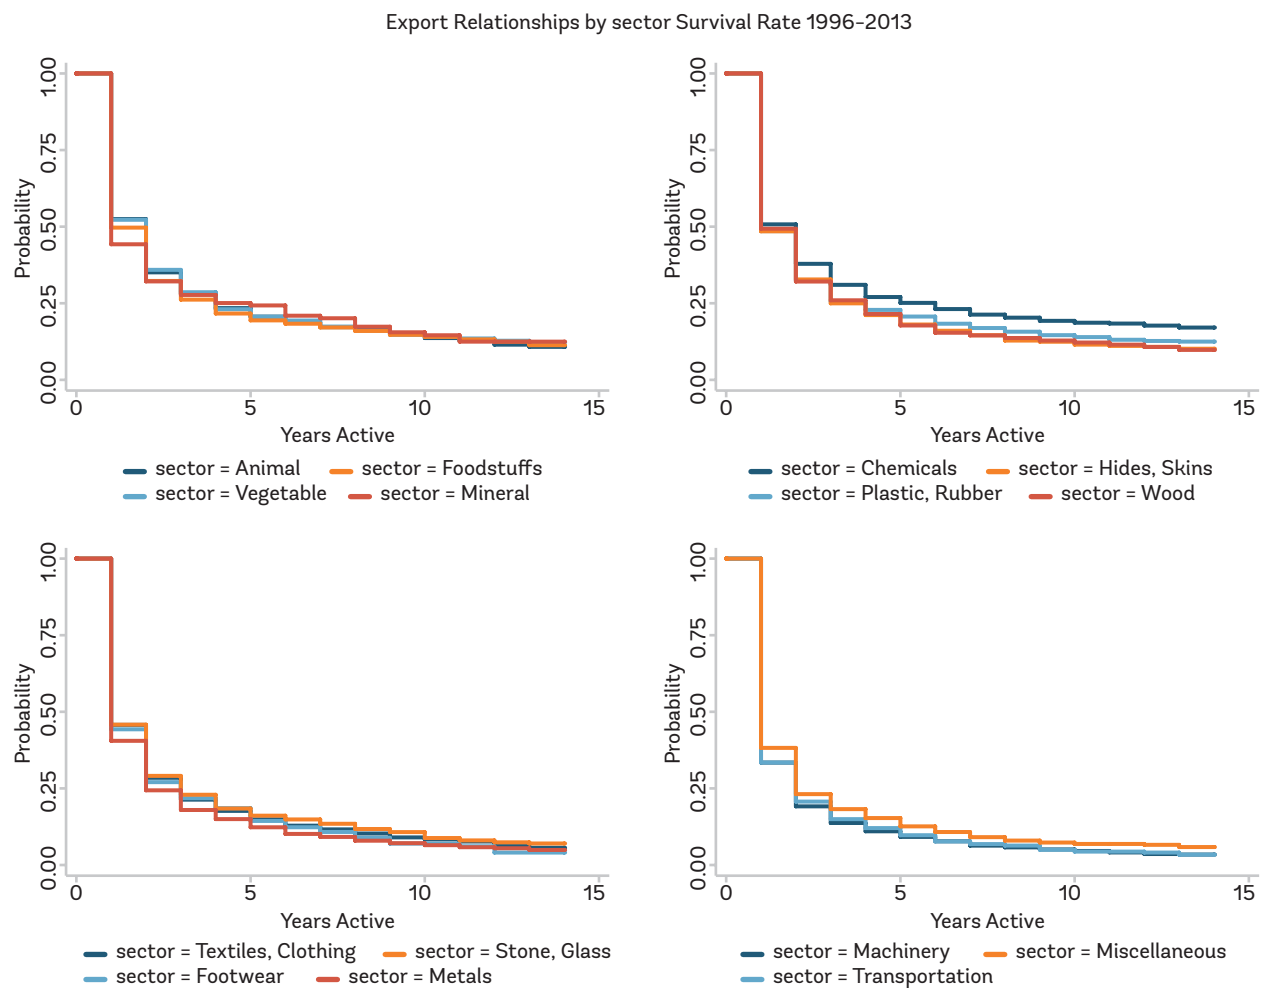 Export Relationships by sector Survival Rate 1996-2013
Probability
1.00
0.75
0.50
0.25
0.00
0 5 10 15
Years Active
sector = Animal sector = Foodstuffs
sector = Vegetable sector = Mineral
Probability
1.00
0.75
0.50
0.25
0.00
0 5 10 15
Years Active
sector = Chemicals sector = Hides, Skins
sector = Plastic, Rubber sector = Wood
Probability
1.00
0.75
0.50
0.25
0.00
0 5 10 15
Years Active
sector = Textiles, Clothing sector = Stone, Glass
sector = Footwear sector = Metals
Probability
1.00
0.75
0.50
0.25
0.00
0 5 10 15
Years Active
sector = Machinery sector = Miscellaneous
sector = Transportation